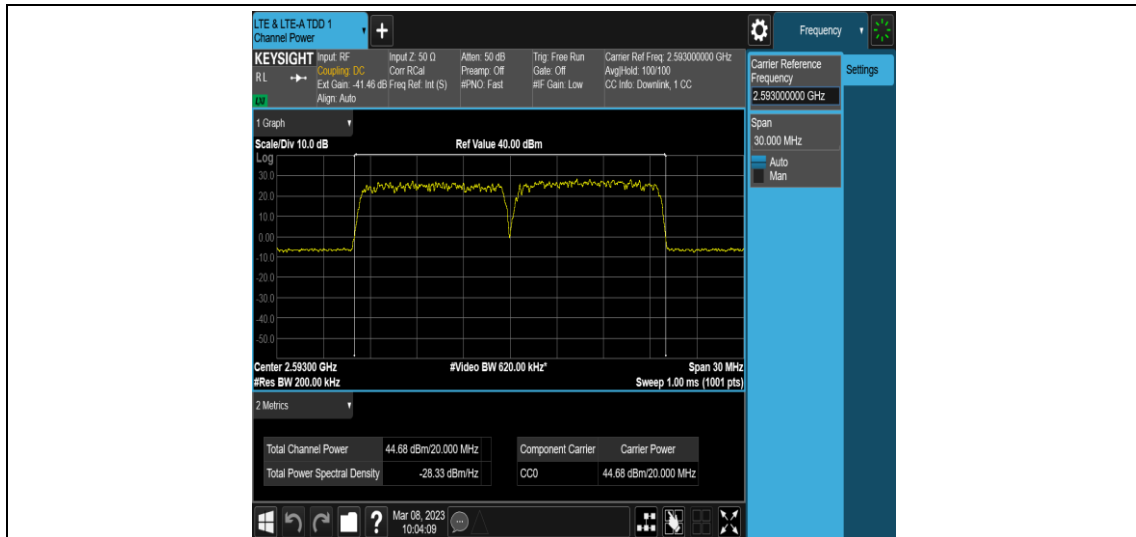 LTE & LTE-A TDD 1
Channel Power
Frequency
KEYSIGHT
R L
LXI
Input: RF
Coupling: DC
Ext Gain: -41.46 dB
Align: Auto
Input Z: 50 Ω
Corr RCal
Freq Ref: Int (S)
Atten: 50 dB
Preamp: Off
#PNO: Fast
Trig: Free Run
Gate: Off
#IF Gain: Low
Carrier Ref Freq: 2.593000000 GHz
Avg|Hold: 100/100
CC Info: Downlink, 1 CC
Carrier Reference
Frequency
2.593000000 GHz
Settings
Span
30.000 MHz
Auto
Man
1 Graph
Scale/Div 10.0 dB
Ref Value 40.00 dBm
Log
30.0
20.0
10.0
0.00
-10.0
-20.0
-30.0
-40.0
-50.0
Center 2.59300 GHz
#Video BW 620.00 kHz*
Span 30 MHz
#Res BW 200.00 kHz
Sweep 1.00 ms (1001 pts)
2 Metrics
Total Channel Power 44.68 dBm/20.000 MHz
Total Power Spectral Density -28.33 dBm/Hz
Component Carrier Carrier Power
CC0 44.68 dBm/20.000 MHz
?
Mar 08, 2023
10:04:09